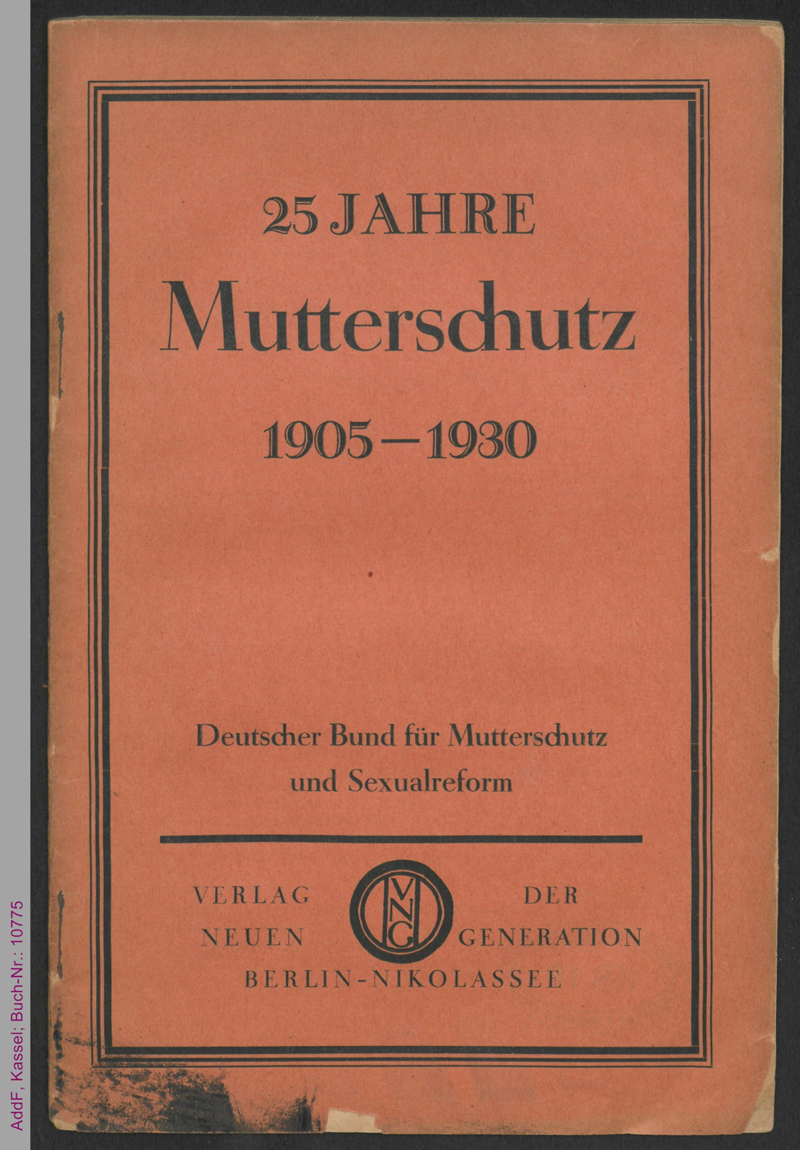 25 JAHRE
Mutterschutz
1905 — 1930
Deutscher Bund für Mutterschutz
und Sexualreform
VERLAG DER
NEUEN GENERATION
VNG
BERLIN-NIKOLASSEE
AddF, Kassel; Buch-Nr.: 10775